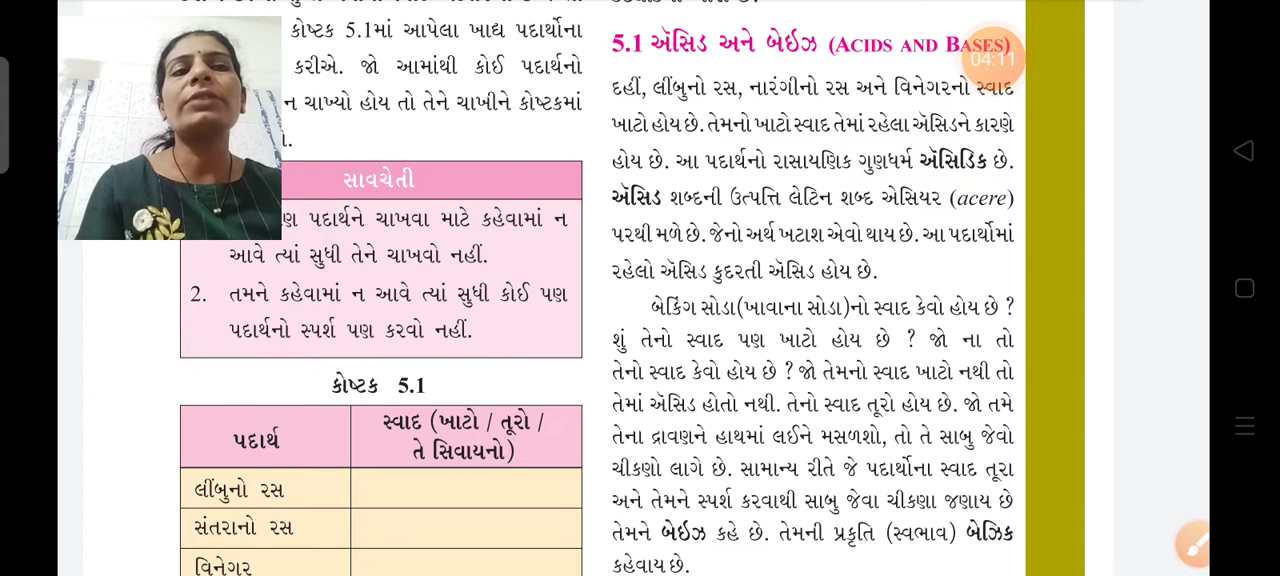 કોષ્ટક 5.1માં આપેલા ખાદ્ય પદાર્થોના
કરીએ. જો આમાંથી કોઈ પદાર્થનો
ન ચાખ્યો હોય તો તેને ચાખીને કોષ્ટકમાં
સાવચેતી
પદાર્થને ચાખવા માટે કહેવામાં ન
આવે ત્યાં સુધી તેને ચાખવો નહીં.
2. તમને કહેવામાં ન આવે ત્યાં સુધી કોઈ પણ
પદાર્થનો સ્પર્શ પણ કરવો નહીં.
કોષ્ટક 5.1
પદાર્થ
સ્વાદ (ખાટો / તૂરો /
તે સિવાયનો)
લીંબુનો રસ
સંતરાનો રસ
વિનેગર
5.1 ઍસિડ અને બેઇઝ (ACIDS AND BASES)
04:11
દહીં, લીંબુનો રસ, નારંગીનો રસ અને વિનેગરનો સ્વાદ
ખાટો હોય છે. તેમનો ખાટો સ્વાદ તેમાં રહેલા ઍસિડને કારણે
હોય છે. આ પદાર્થનો રાસાયણિક ગુણધર્મ ઍસિડિક છે.
ઍસિડ શબ્દની ઉત્પત્તિ લેટિન શબ્દ એસિયર (acere)
પરથી મળે છે. જેનો અર્થ ખટાશ એવો થાય છે. આ પદાર્થોમાં
રહેલો ઍસિડ કુદરતી ઍસિડ હોય છે.
બેકિંગ સોડા(ખાવાના સોડા)નો સ્વાદ કેવો હોય છે ?
શું તેનો સ્વાદ પણ ખાટો હોય છે ? જો ના તો
તેનો સ્વાદ કેવો હોય છે ? જો તેમનો સ્વાદ ખાટો નથી તો
તેમાં ઍસિડ હોતો નથી. તેનો સ્વાદ તૂરો હોય છે. જો તમે
તેના દ્રાવણને હાથમાં લઈને મસળશો, તો તે સાબુ જેવો
ચીકણો લાગે છે. સામાન્ય રીતે જે પદાર્થોના સ્વાદ તૂરા
અને તેમને સ્પર્શ કરવાથી સાબુ જેવા ચીકણા જણાય છે
તેમને બેઇઝ કહે છે. તેમની પ્રકૃતિ (સ્વભાવ) બેઝિક
કહેવાય છે.